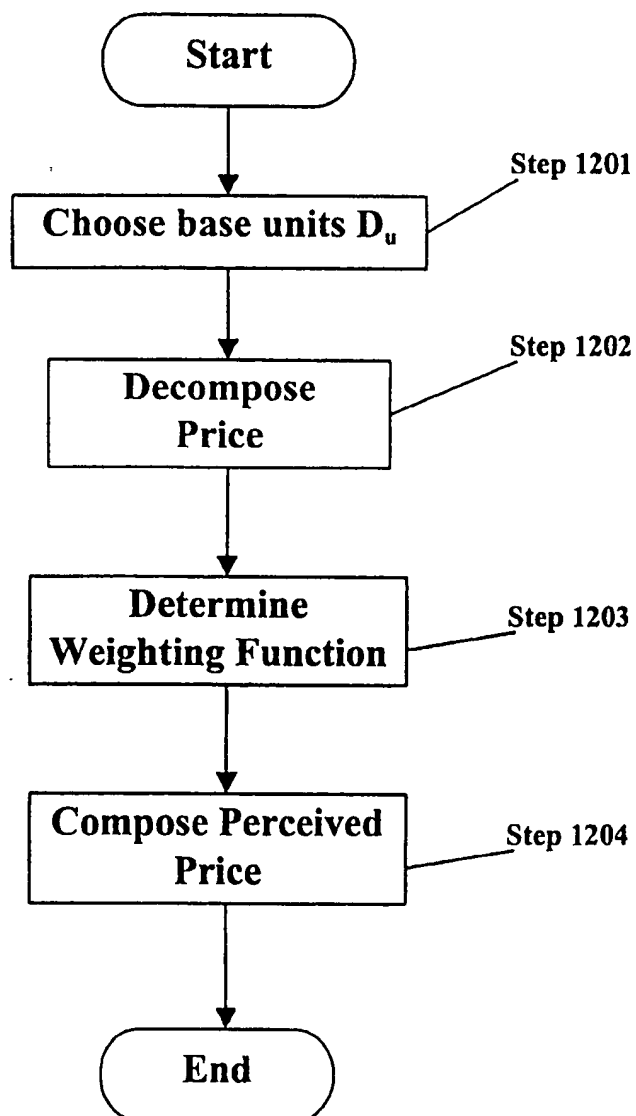 Start
Step 1201
Choose base units Dᵤ
Step 1202
Decompose
Price
Determine
Weighting Function
Step 1203
Compose Perceived
Price
Step 1204
End